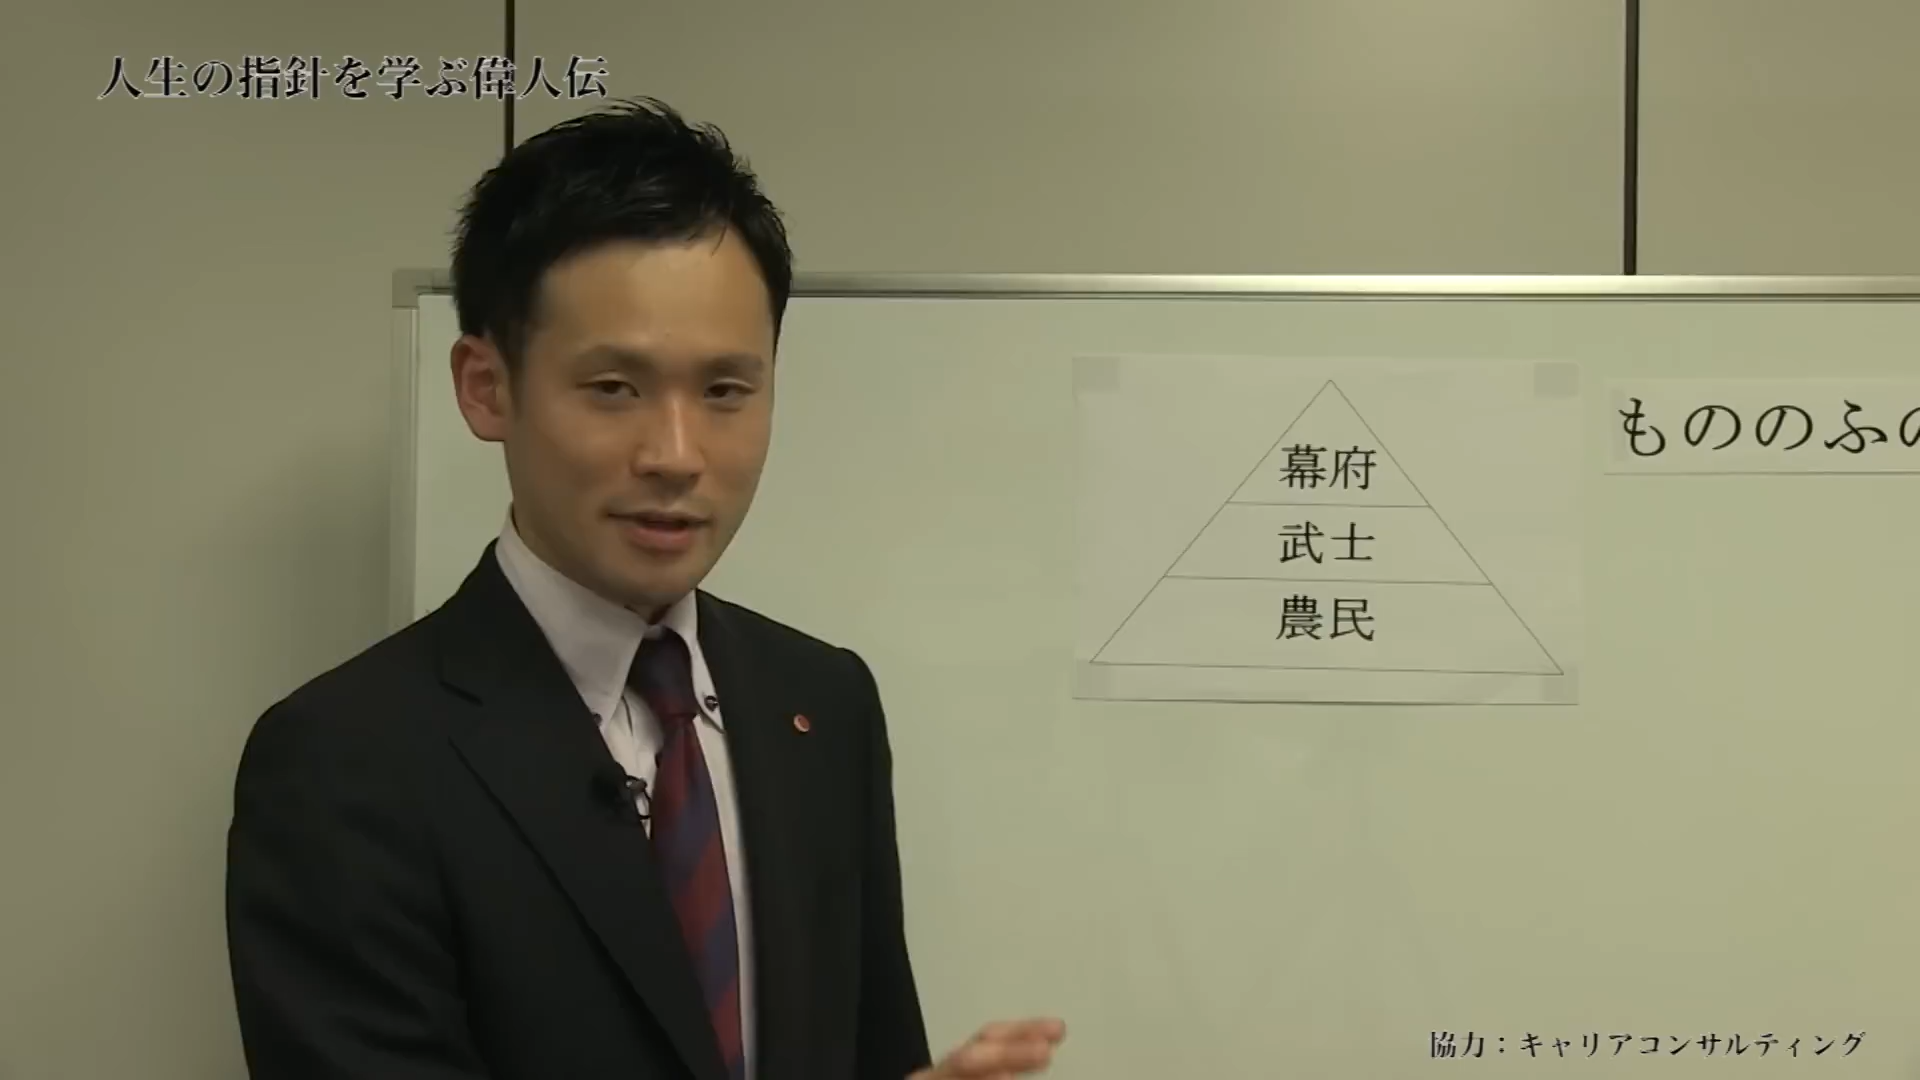 人生の指針を学ぶ偉人伝
幕府
武士
農民
もののふの
協力：キャリアコンサルティング